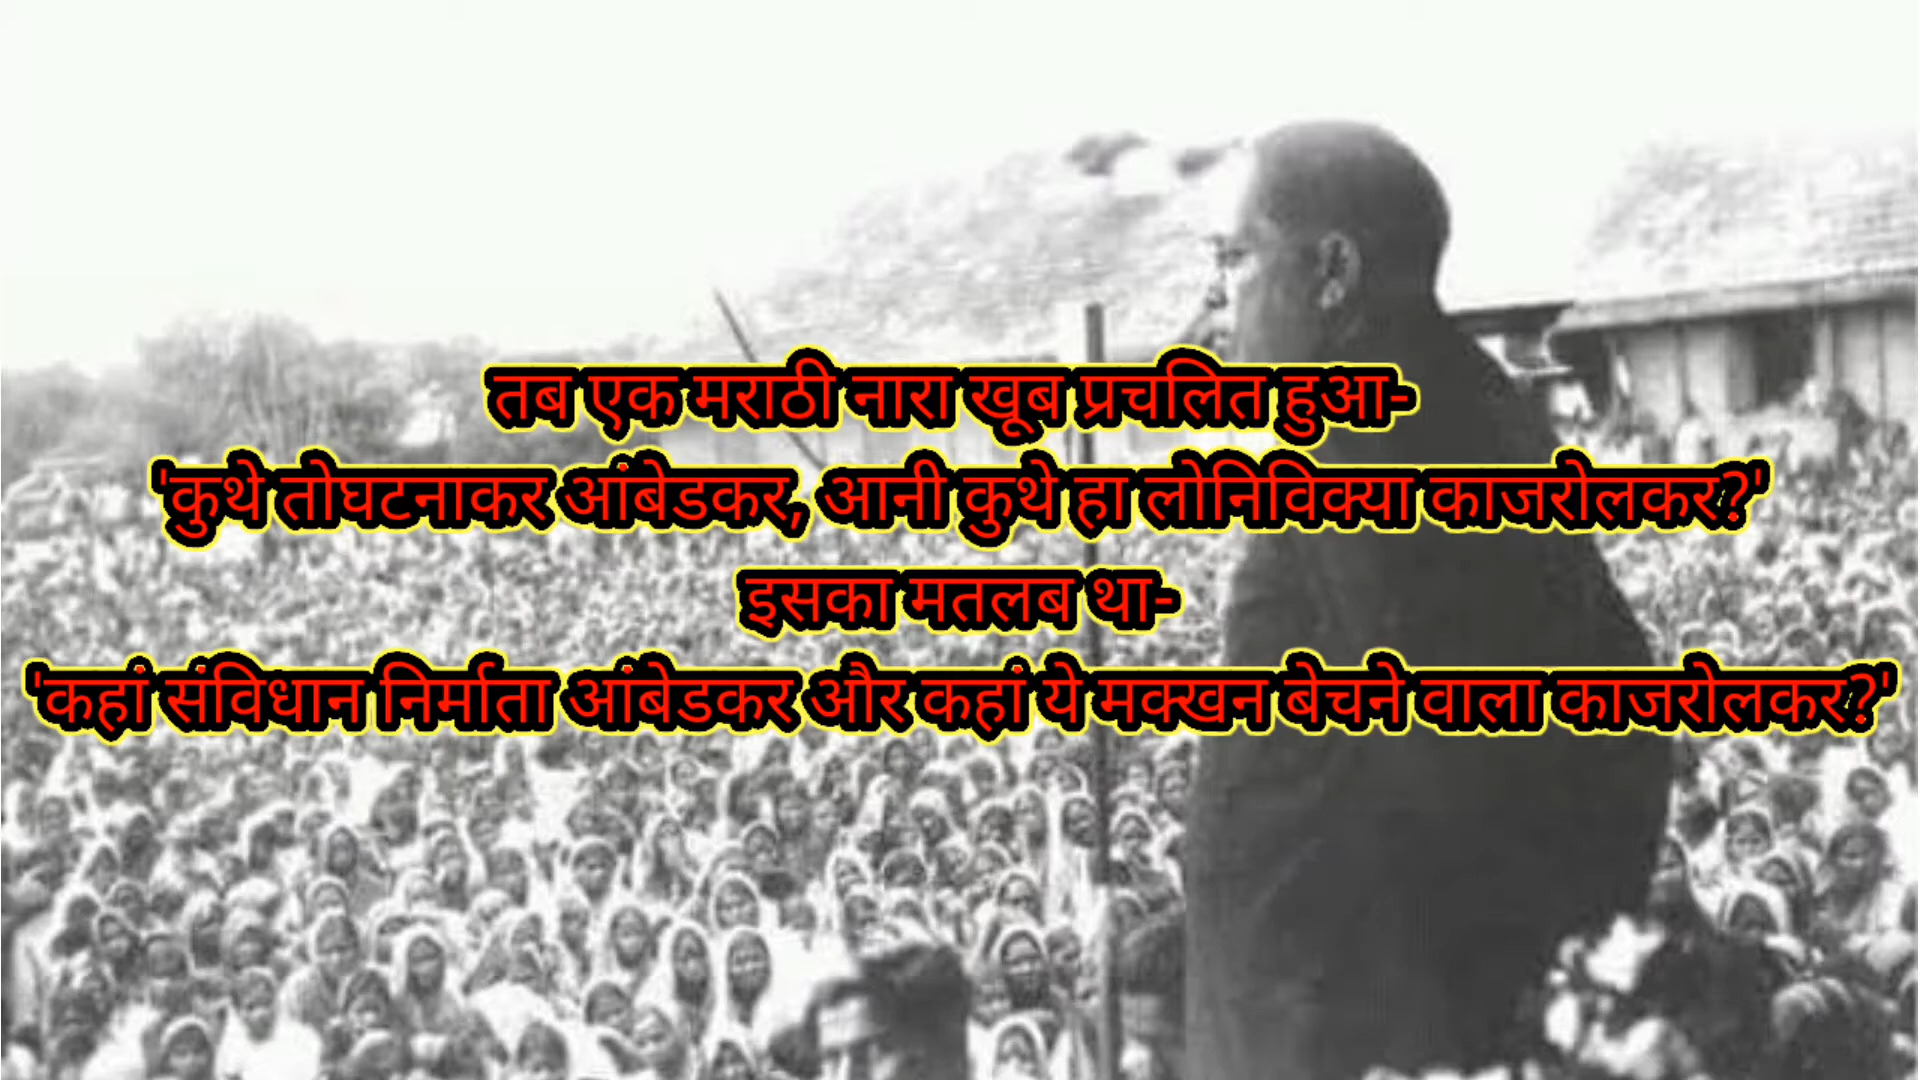 तब एक मराठी नारा खूब प्रचलित हुआ-
'कुथे तोघटनाकर आंबेडकर, आनी कुथे हा लोनिविक्या काजरोलकर?'
इसका मतलब था-
'कहां संविधान निर्माता आंबेडकर और कहां ये मक्खन बेचने वाला काजरोलकर?'